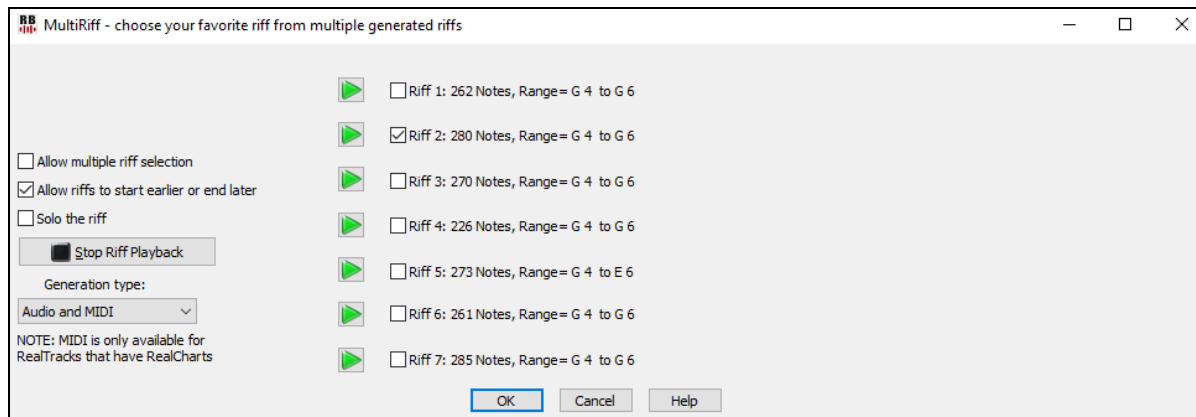 RB MultiRiff - choose your favorite riff from multiple generated riffs
Riff 1: 262 Notes, Range= G 4 to G 6
Riff 2: 280 Notes, Range= G 4 to G 6
Allow multiple riff selection
Riff 3: 270 Notes, Range= G 4 to G 6
Allow riffs to start earlier or end later
Solo the riff
Riff 4: 226 Notes, Range= G 4 to G 6
Stop Riff Playback
Riff 5: 273 Notes, Range= G 4 to E 6
Generation type:
Audio and MIDI
Riff 6: 261 Notes, Range= G 4 to G 6
NOTE: MIDI is only available for
RealTracks that have RealCharts
Riff 7: 285 Notes, Range= G 4 to G 6
OK Cancel Help